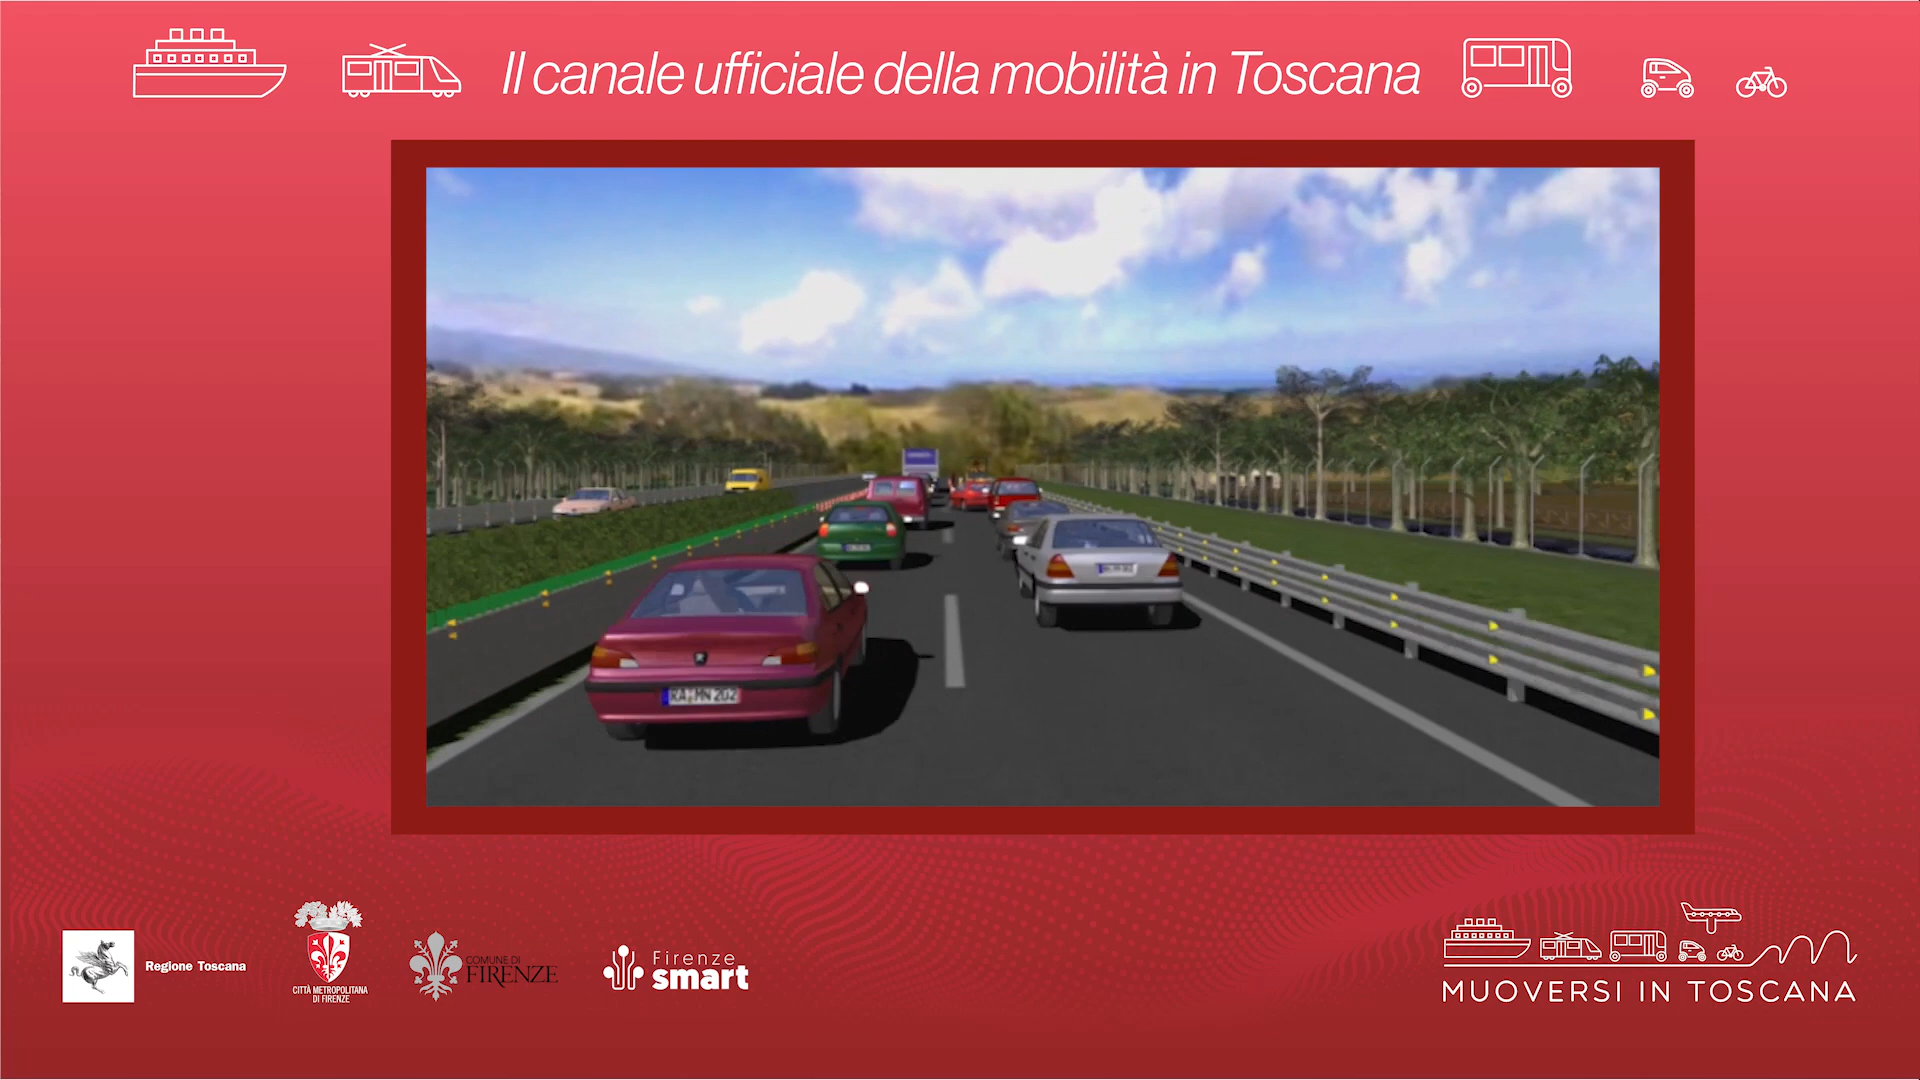 Il canale ufficiale della mobilità in Toscana
RA MN 202
Regione Toscana
CITTÀ METROPOLITANA
DI FIRENZE
COMUNE DI
FIRENZE
Firenze
smart
MUOVERSI IN TOSCANA